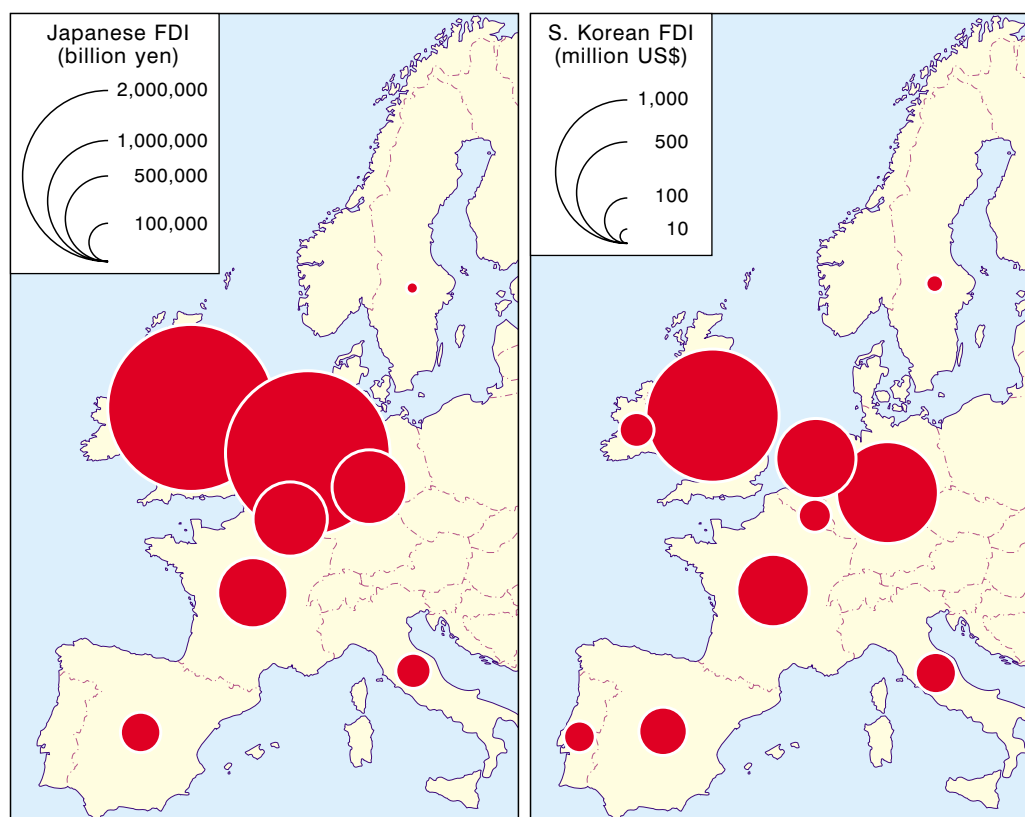 Japanese FDI
(billion yen)
2,000,000
1,000,000
500,000
100,000
S. Korean FDI
(million US$)
1,000
500
100
10